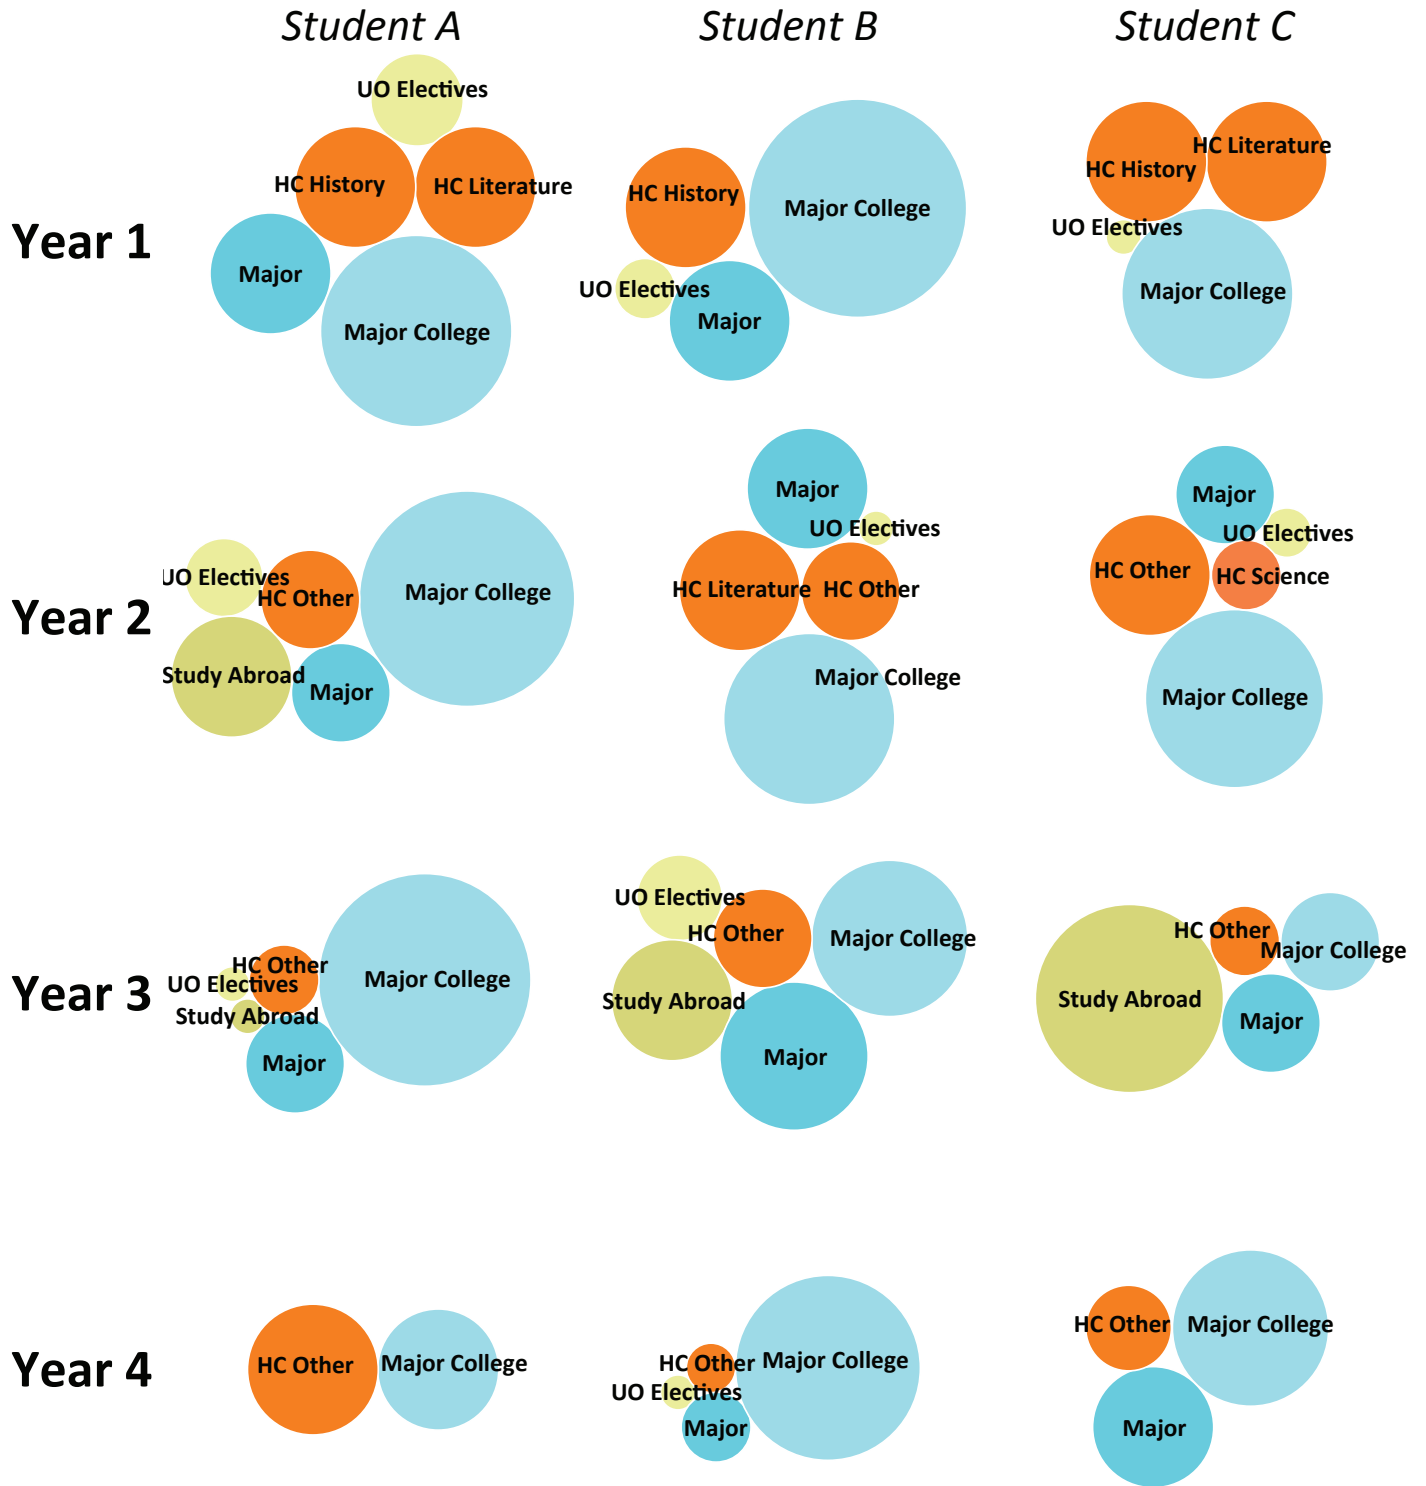 Student A
Student B
Student C
Year 1
UO Electives
HC History
HC Literature
Major
Major College
HC History
Major College
UO Electives
Major
HC Literature
HC History
UO Electives
Major College
Year 2
UO Electives
HC Other
Major College
Study Abroad
Major
Major
UO Electives
HC Literature
HC Other
Major College
Major
UO Electives
HC Other
HC Science
Major College
Year 3
HC Other
UO Electives
Major College
Study Abroad
Major
UO Electives
HC Other
Major College
Study Abroad
Major
HC Other
Major College
Study Abroad
Major
Year 4
HC Other
Major College
HC Other
Major College
UO Electives
Major
HC Other
Major College
Major